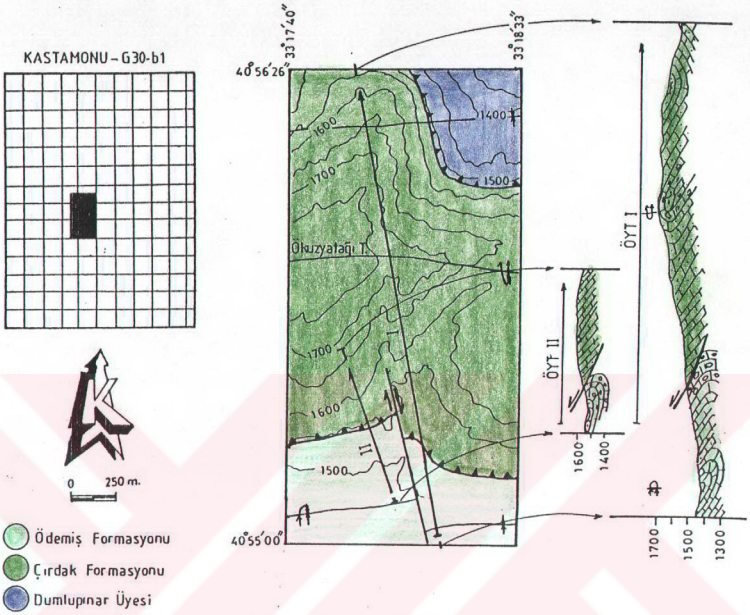 KASTAMONU - G30-b1
33°17'40"
33°18'33"
40°56'26"
1600
1400
1700
1500
Öküzyatağı T.
I
1700
1600
II
1500
40°55'00"
0 250 m.
ÖYT I
ÖYT II
1600
1400
1700
1500
1300
Ödemiş Formasyonu
Çırdak Formasyonu
Dumlupınar Üyesi